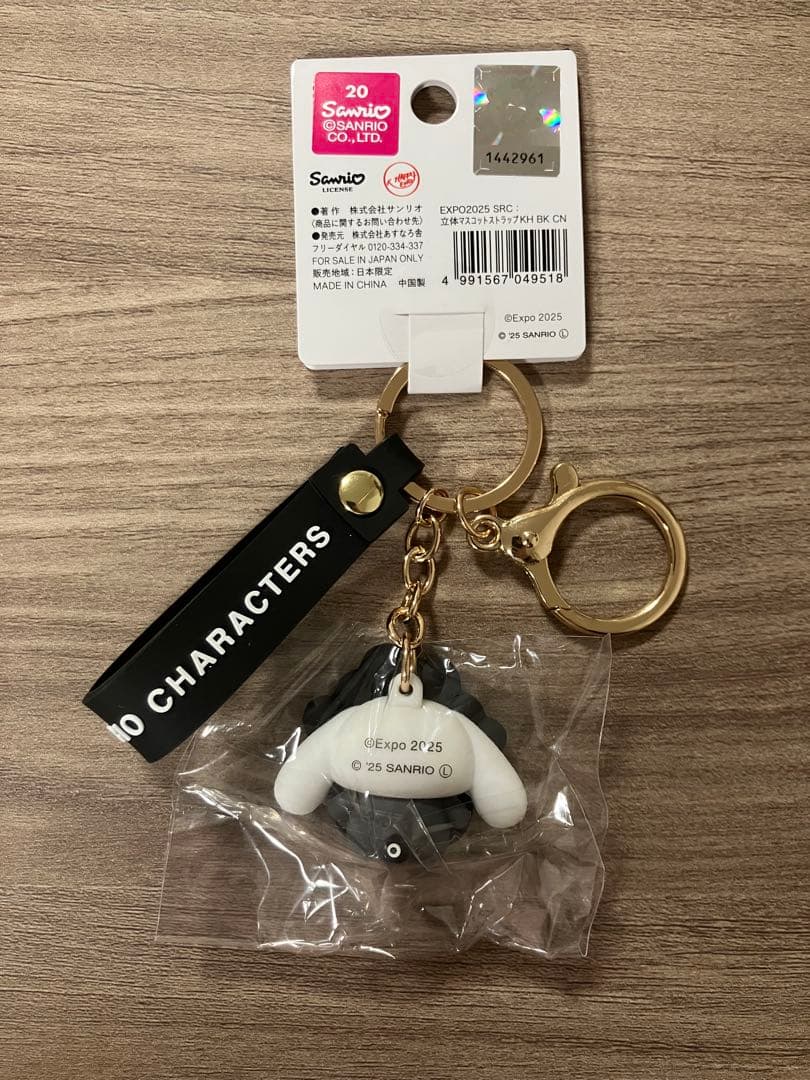 20
Sanrio
©SANRIO
CO., LTD.
1442961
Sanrio
LICENSE
●著作 株式会社サンリオ
(商品に関するお問い合わせ先)
●発売元 株式会社あすなろ舎
フリーダイヤル 0120-334-337
FOR SALE IN JAPAN ONLY
販売地域:日本限定
MADE IN CHINA 中国製
EXPO2025 SRC:
立体マスコットストラップKH BK CN
4 991567 049518
©Expo 2025
© '25 SANRIO Ⓛ
IO CHARACTERS
©Expo 2025
© '25 SANRIO Ⓛ